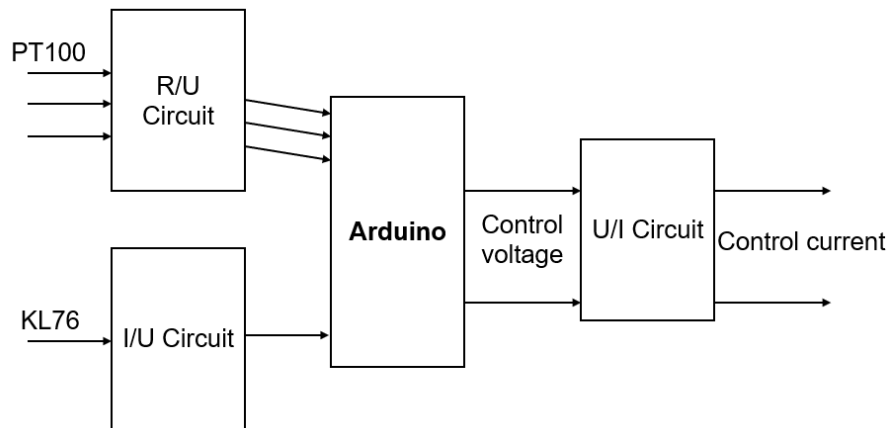 PT100
R/U
Circuit
Arduino
Control
voltage
U/I Circuit
Control current
KL76
I/U Circuit